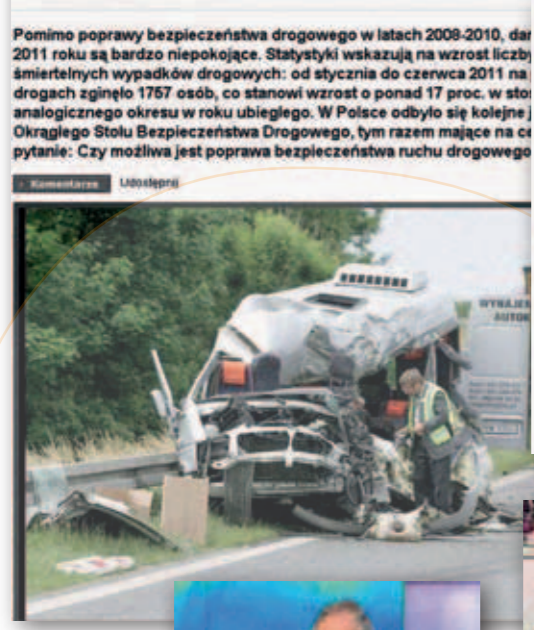 Pomimo poprawy bezpieczeństwa drogowego w latach 2008-2010, dan
2011 roku są bardzo niepokojące. Statystyki wskazują na wzrost liczby
śmiertelnych wypadków drogowych: od stycznia do czerwca 2011 na
drogach zginęło 1757 osób, co stanowi wzrost o ponad 17 proc. w stos
analogicznego okresu w roku ubiegłego. W Polsce odbyło się kolejne
Okrągłego Stołu Bezpieczeństwa Drogowego, tym razem mające na ce
pytanie: Czy możliwa jest poprawa bezpieczeństwa ruchu drogowego
Komentarze Udostępnij
WYNAJEM
AUTOK